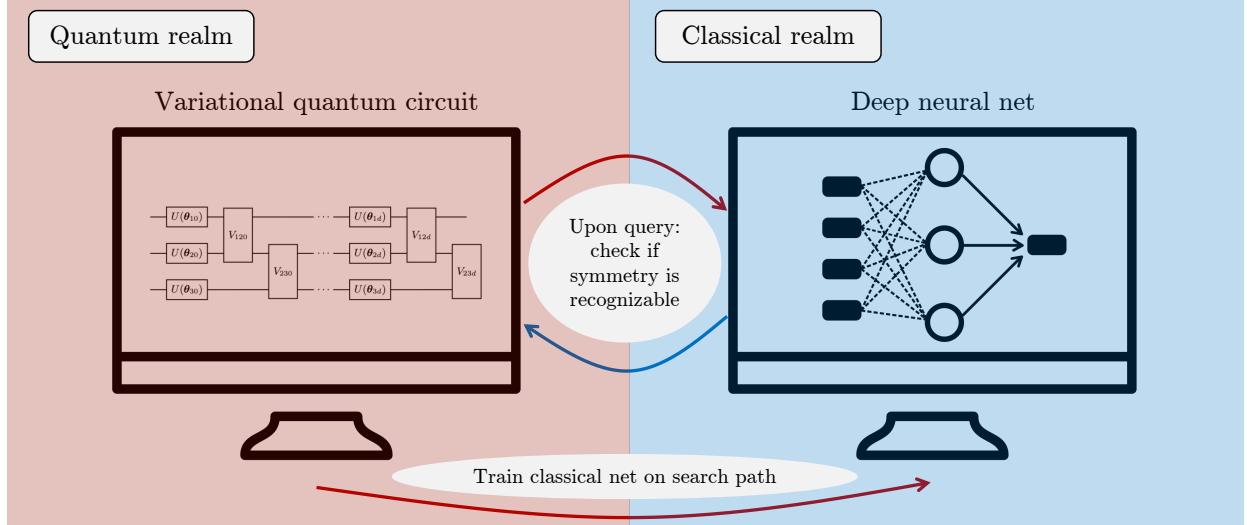 Quantum realm
Classical realm
Variational quantum circuit
Deep neural net
U(θ₁₀) V₁₂₀ ··· U(θ₁d) V₁₂d
U(θ₂₀) V₂₃₀ ··· U(θ₂d) V₂₃d
U(θ₃₀) ··· U(θ₃d)
Upon query:
check if
symmetry is
recognizable
Train classical net on search path